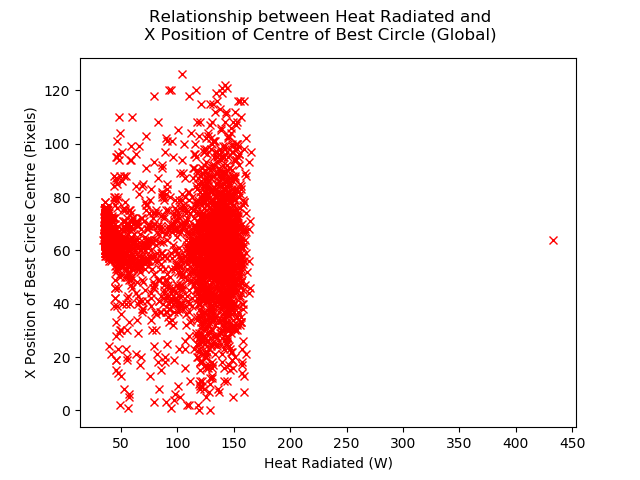 Relationship between Heat Radiated and
X Position of Centre of Best Circle (Global)
X Position of Best Circle Centre (Pixels)
120
100
80
60
40
20
0
50 100 150 200 250 300 350 400 450
Heat Radiated (W)